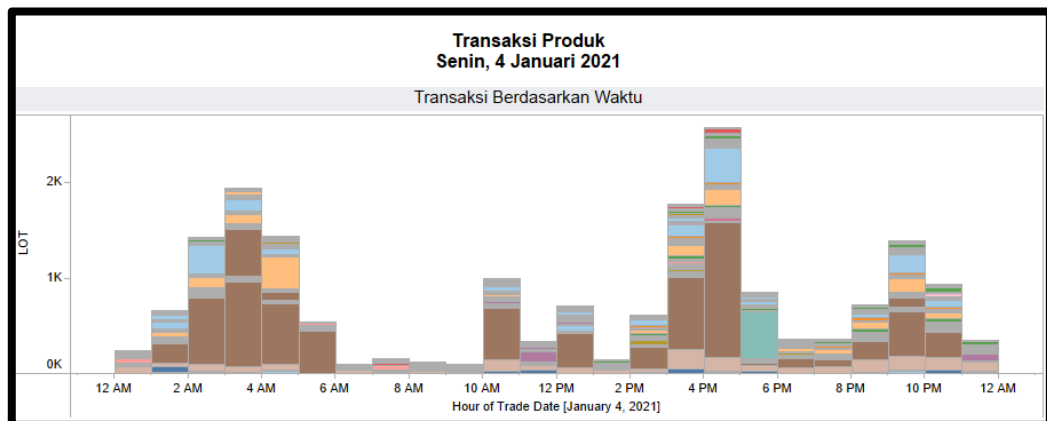 Transaksi Produk
Senin, 4 Januari 2021
Transaksi Berdasarkan Waktu
2K
1K
0K
LOT
12 AM 2 AM 4 AM 6 AM 8 AM 10 AM 12 PM 2 PM 4 PM 6 PM 8 PM 10 PM 12 AM
Hour of Trade Date [January 4, 2021]